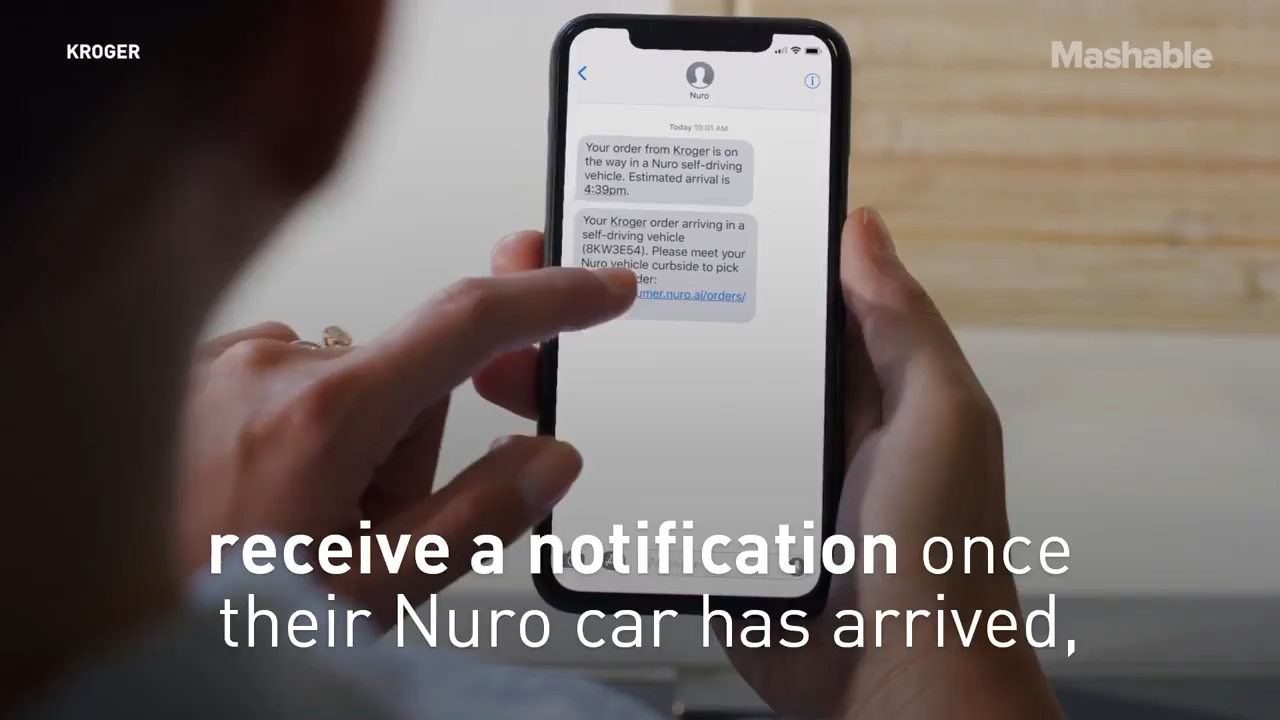 KROGER
Mashable
Nuro
Today 10:01 AM
Your order from Kroger is on
the way in a Nuro self-driving
vehicle. Estimated arrival is
4:39pm.
Your Kroger order arriving in a
self-driving vehicle
(8KW3E54). Please meet your
Nuro vehicle curbside to pick
umer.nuro.ai/orders/
receive a notification once
their Nuro car has arrived,